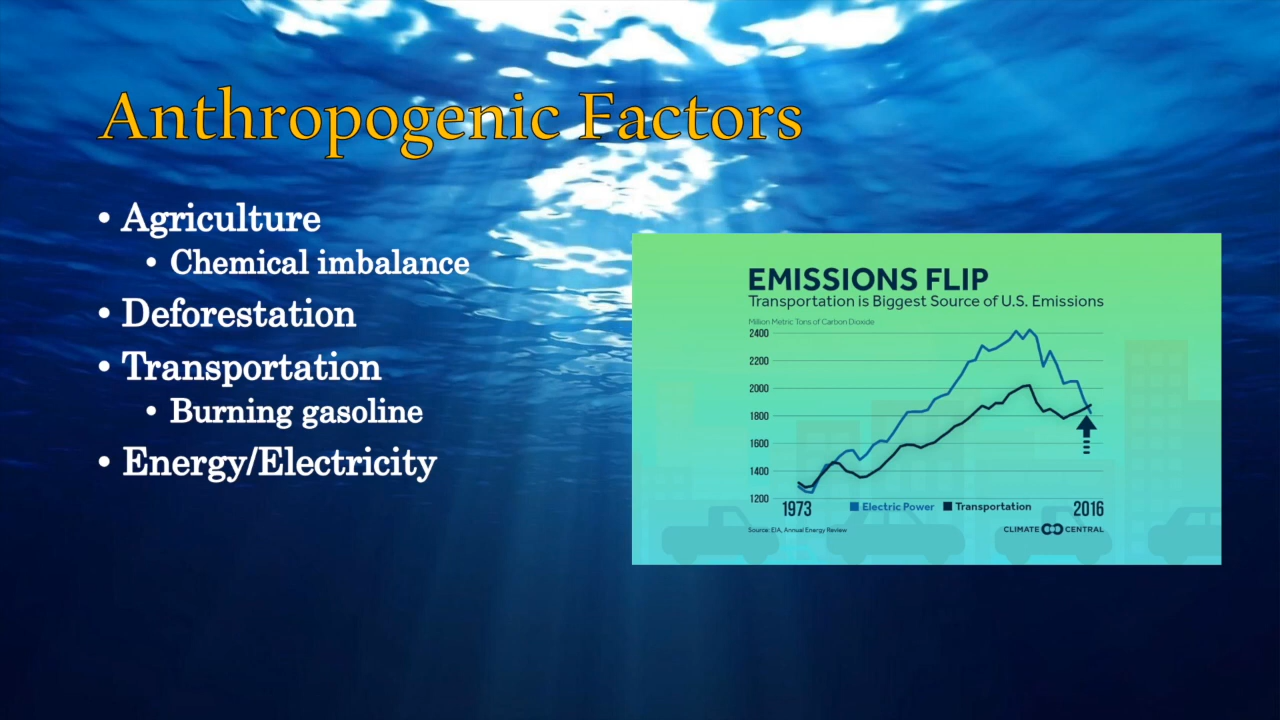 Anthropogenic Factors
• Agriculture
• Chemical imbalance
• Deforestation
• Transportation
• Burning gasoline
• Energy/Electricity
EMISSIONS FLIP
Transportation is Biggest Source of U.S. Emissions
Million Metric Tons of Carbon Dioxide
2400
2200
2000
1800
1600
1400
1200
1973
Electric Power
Transportation
2016
Source: EIA, Annual Energy Review
CLIMATE CENTRAL